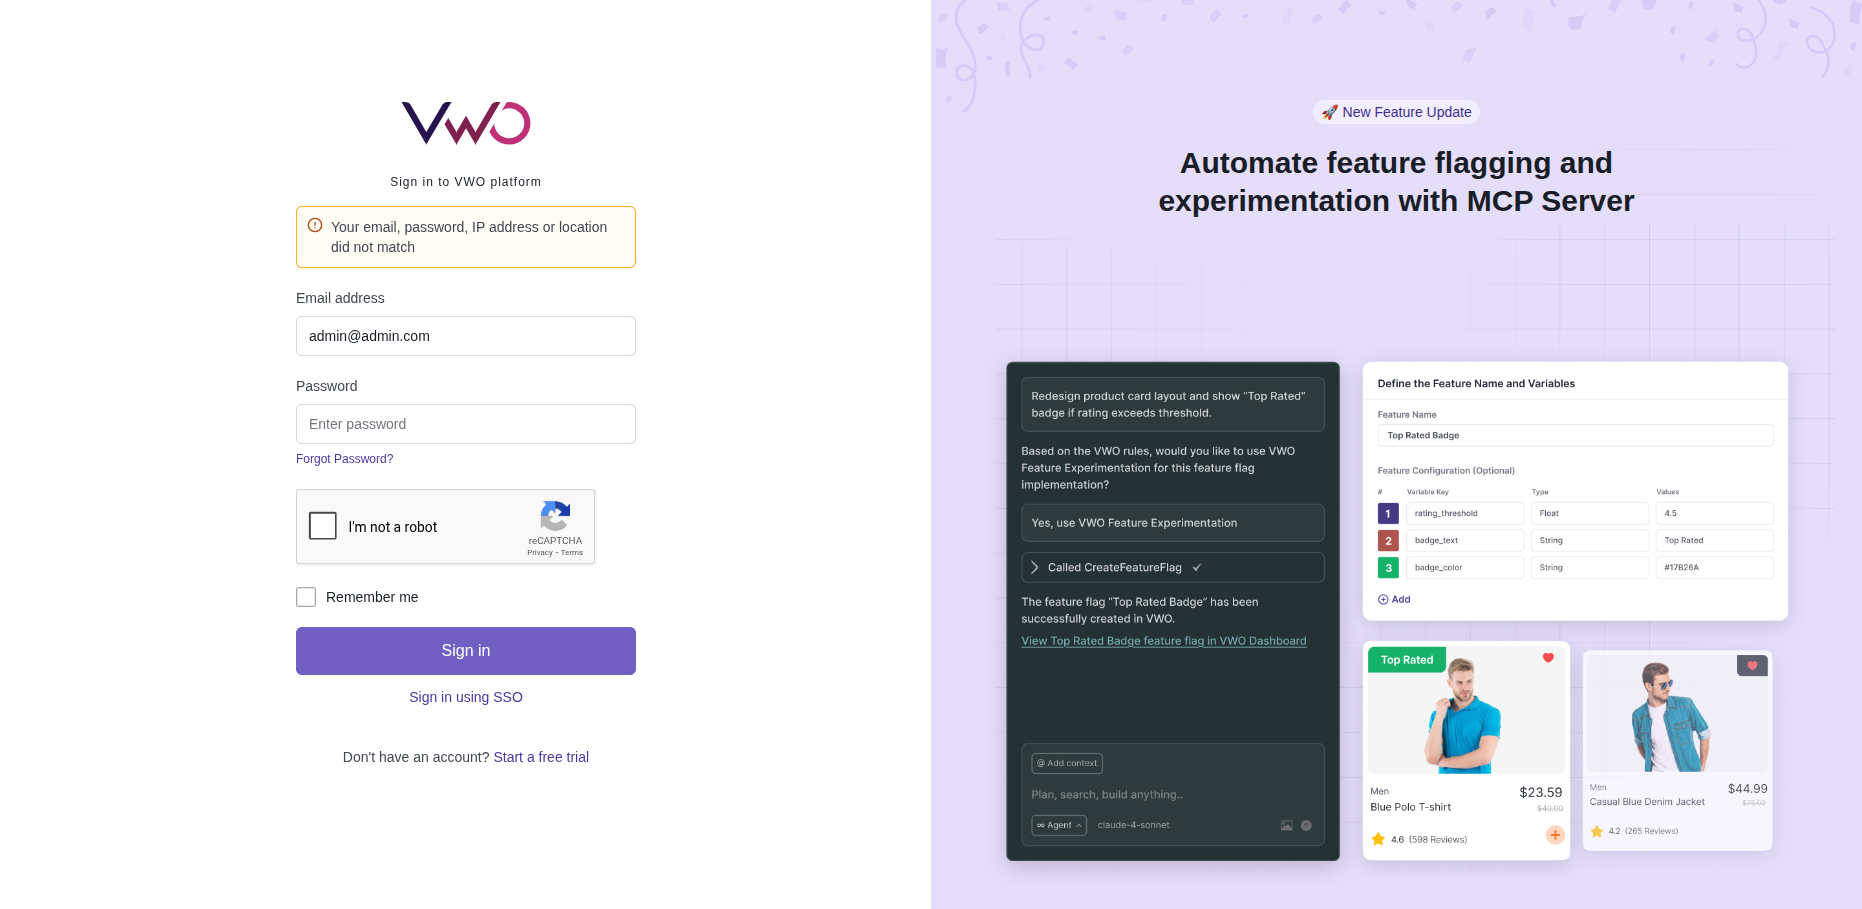 VWO
Sign in to VWO platform
Your email, password, IP address or location
did not match
Email address
admin@admin.com
Password
Enter password
Forgot Password?
I'm not a robot
reCAPTCHA
Privacy - Terms
Remember me
Sign in
Sign in using SSO
Don't have an account? Start a free trial
🚀 New Feature Update
Automate feature flagging and
experimentation with MCP Server
Redesign product card layout and show “Top Rated”
badge if rating exceeds threshold.
Based on the VWO rules, would you like to use VWO
Feature Experimentation for this feature flag
implementation?
Yes, use VWO Feature Experimentation
Called CreateFeatureFlag
The feature flag “Top Rated Badge” has been
successfully created in VWO.
View Top Rated Badge feature flag in VWO Dashboard
@ Add context
Plan, search, build anything..
∞ Agent
claude-4-sonnet
Define the Feature Name and Variables
Feature Name
Top Rated Badge
Feature Configuration (Optional)
# Variable Key Type Values
1 rating_threshold Float 4.5
2 badge_text String Top Rated
3 badge_color String #17B26A
Add
Top Rated
Men $23.59
Blue Polo T-shirt $40.00
4.6 (598 Reviews)
Men $44.99
Casual Blue Denim Jacket $75.00
4.2 (265 Reviews)